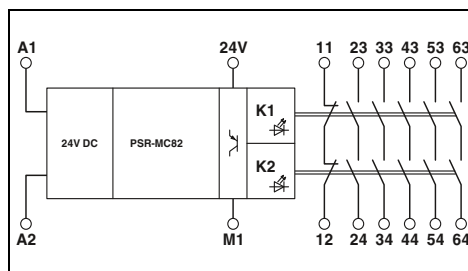 A1 24V 11 23 33 43 53 63
K1
24V DC PSR-MC82
K2
A2 M1 12 24 34 44 54 64